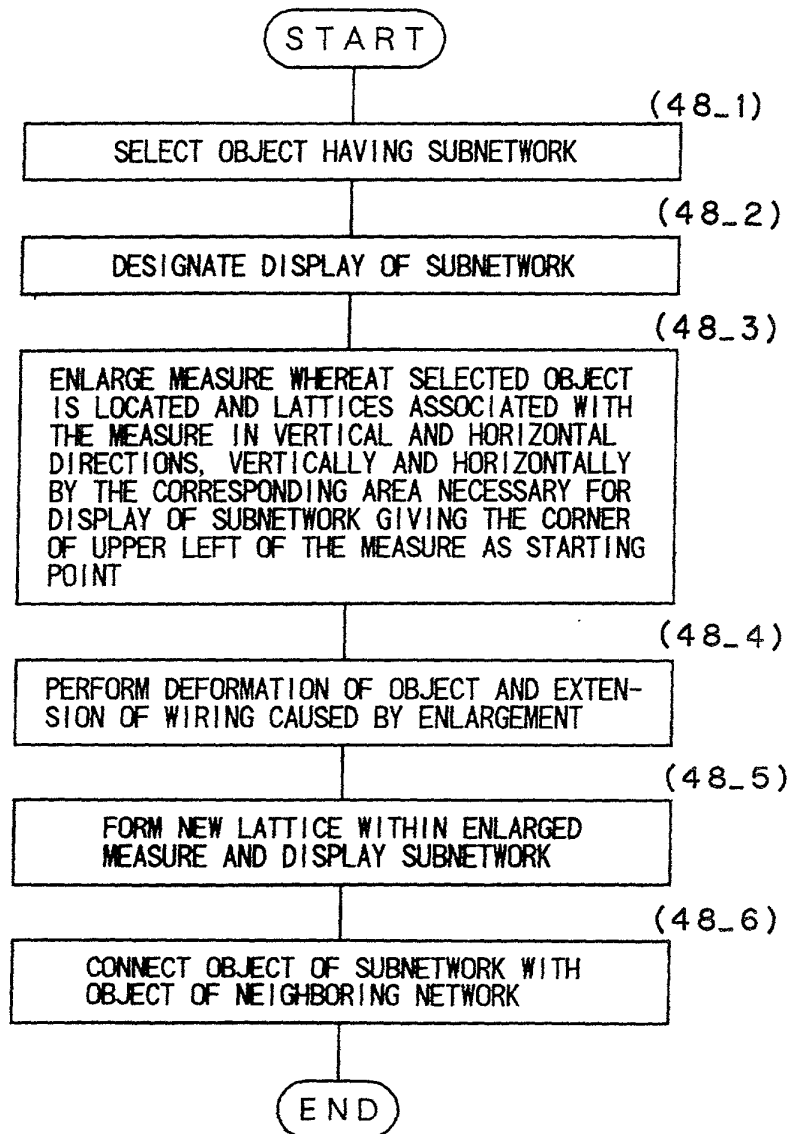 START
(48_1)
SELECT OBJECT HAVING SUBNETWORK
(48_2)
DESIGNATE DISPLAY OF SUBNETWORK
(48_3)
ENLARGE MEASURE WHEREAT SELECTED OBJECT
IS LOCATED AND LATTICES ASSOCIATED WITH
THE MEASURE IN VERTICAL AND HORIZONTAL
DIRECTIONS, VERTICALLY AND HORIZONTALLY
BY THE CORRESPONDING AREA NECESSARY FOR
DISPLAY OF SUBNETWORK GIVING THE CORNER
OF UPPER LEFT OF THE MEASURE AS STARTING
POINT
(48_4)
PERFORM DEFORMATION OF OBJECT AND EXTEN-
SION OF WIRING CAUSED BY ENLARGEMENT
(48_5)
FORM NEW LATTICE WITHIN ENLARGED
MEASURE AND DISPLAY SUBNETWORK
(48_6)
CONNECT OBJECT OF SUBNETWORK WITH
OBJECT OF NEIGHBORING NETWORK
END